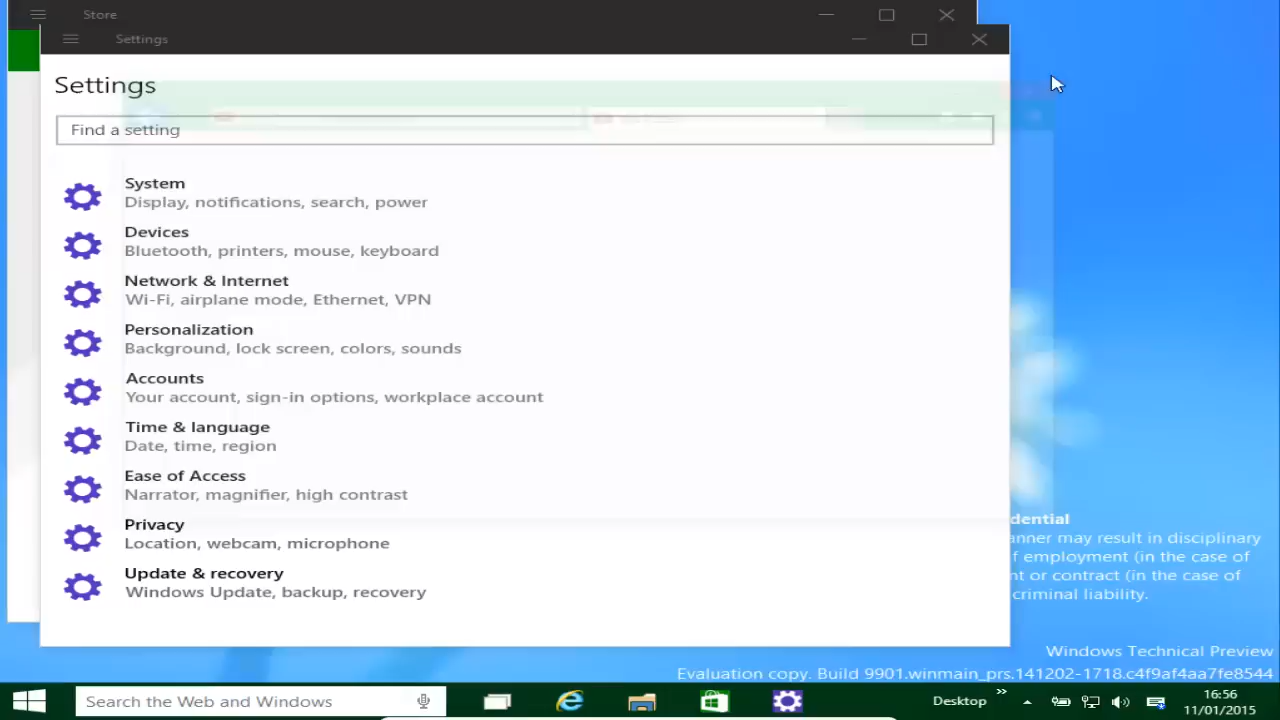 Store
Settings
Settings
Find a setting
System
Display, notifications, search, power
Devices
Bluetooth, printers, mouse, keyboard
Network & Internet
Wi-Fi, airplane mode, Ethernet, VPN
Personalization
Background, lock screen, colors, sounds
Accounts
Your account, sign-in options, workplace account
Time & language
Date, time, region
Ease of Access
Narrator, magnifier, high contrast
Privacy
Location, webcam, microphone
Update & recovery
Windows Update, backup, recovery
dential
anner may result in disciplinary
f employment (in the case of
nt or contract (in the case of
criminal liability.
Windows Technical Preview
Evaluation copy. Build 9901.winmain_prs.141202-1718.c4f9af4aa7fe8544
Search the Web and Windows
Desktop
16:56
11/01/2015